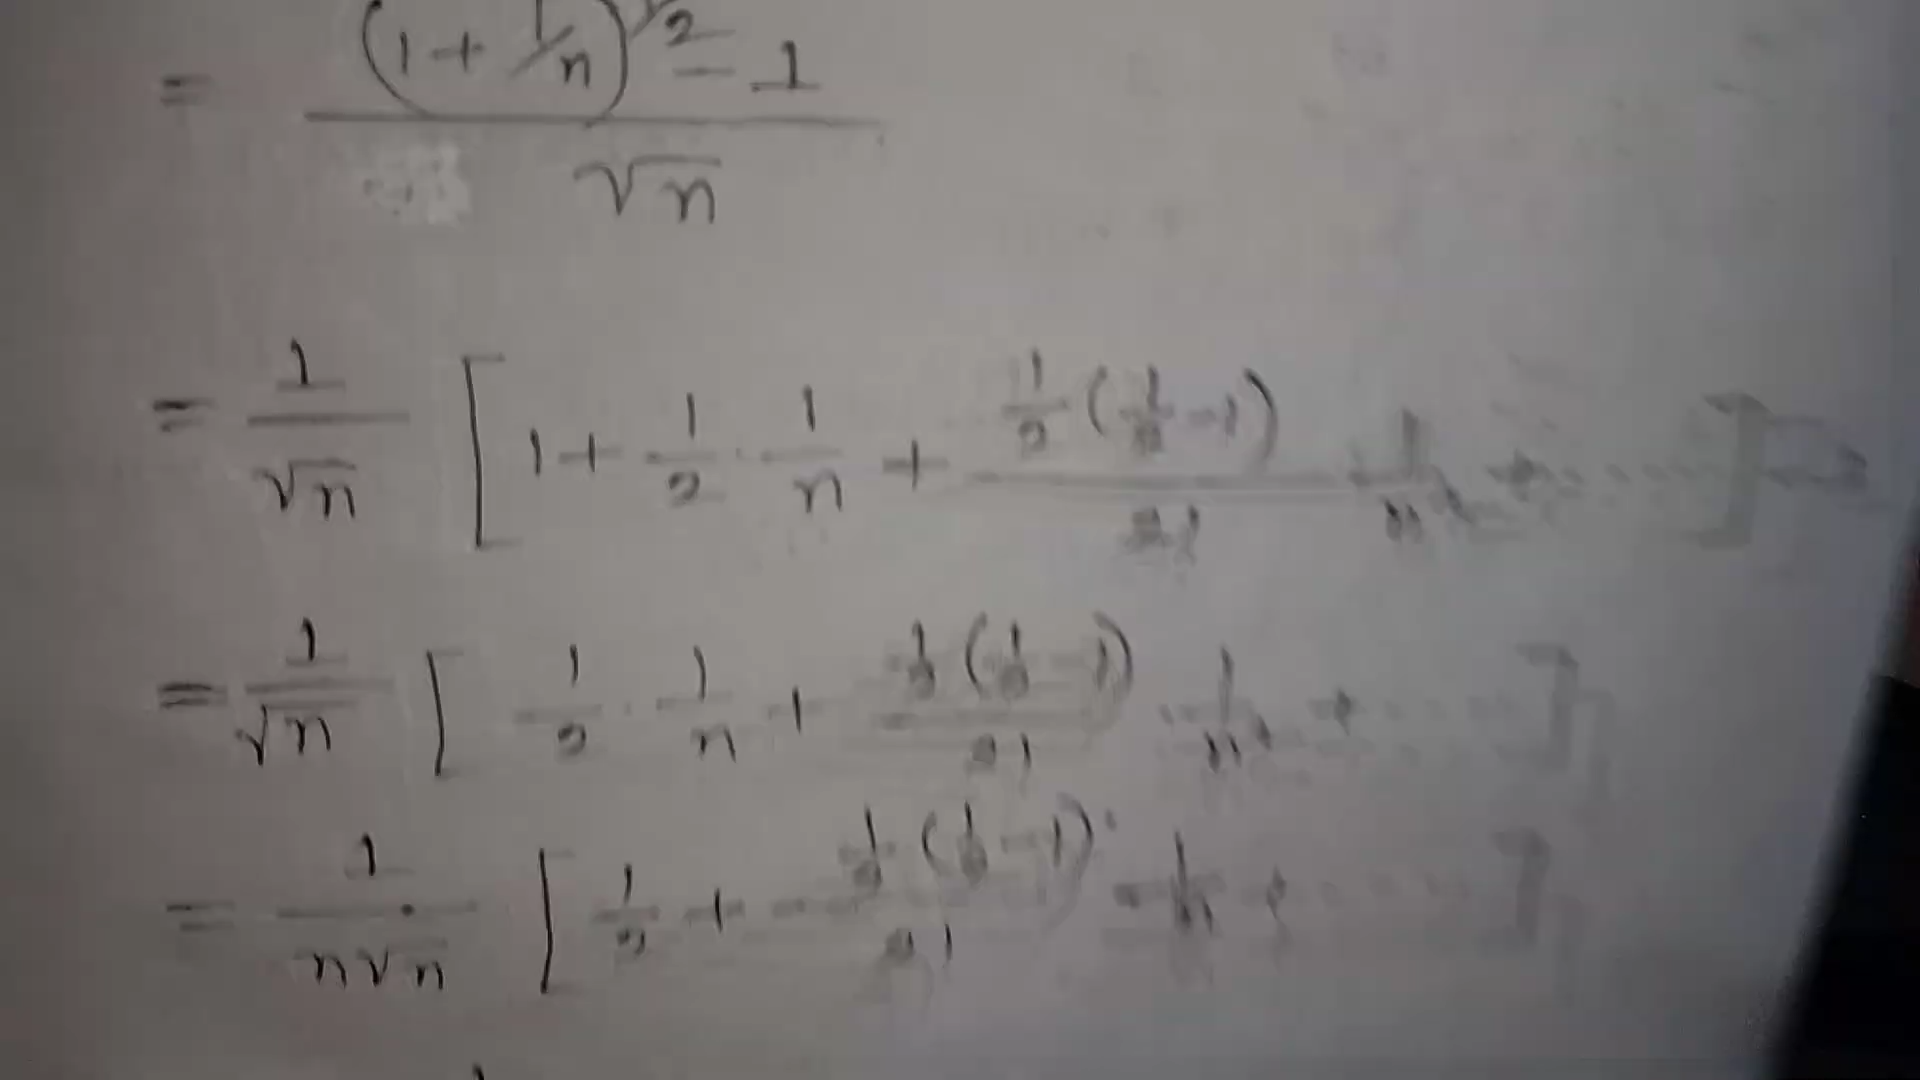 = (1 + 1/n)^1/2 - 1 / √n
= 1/√n [ 1 + 1/2 · 1/n + 1/2 (1/2 - 1) / 2! · 1/n² + ...... ] -
= 1/√n [ 1/2 · 1/n + 1/2 (1/2 - 1) / 2! · 1/n² + ...... ]
= 1/n√n [ 1/2 + 1/2 (1/2 - 1) / 2! · 1/n + ...... ]